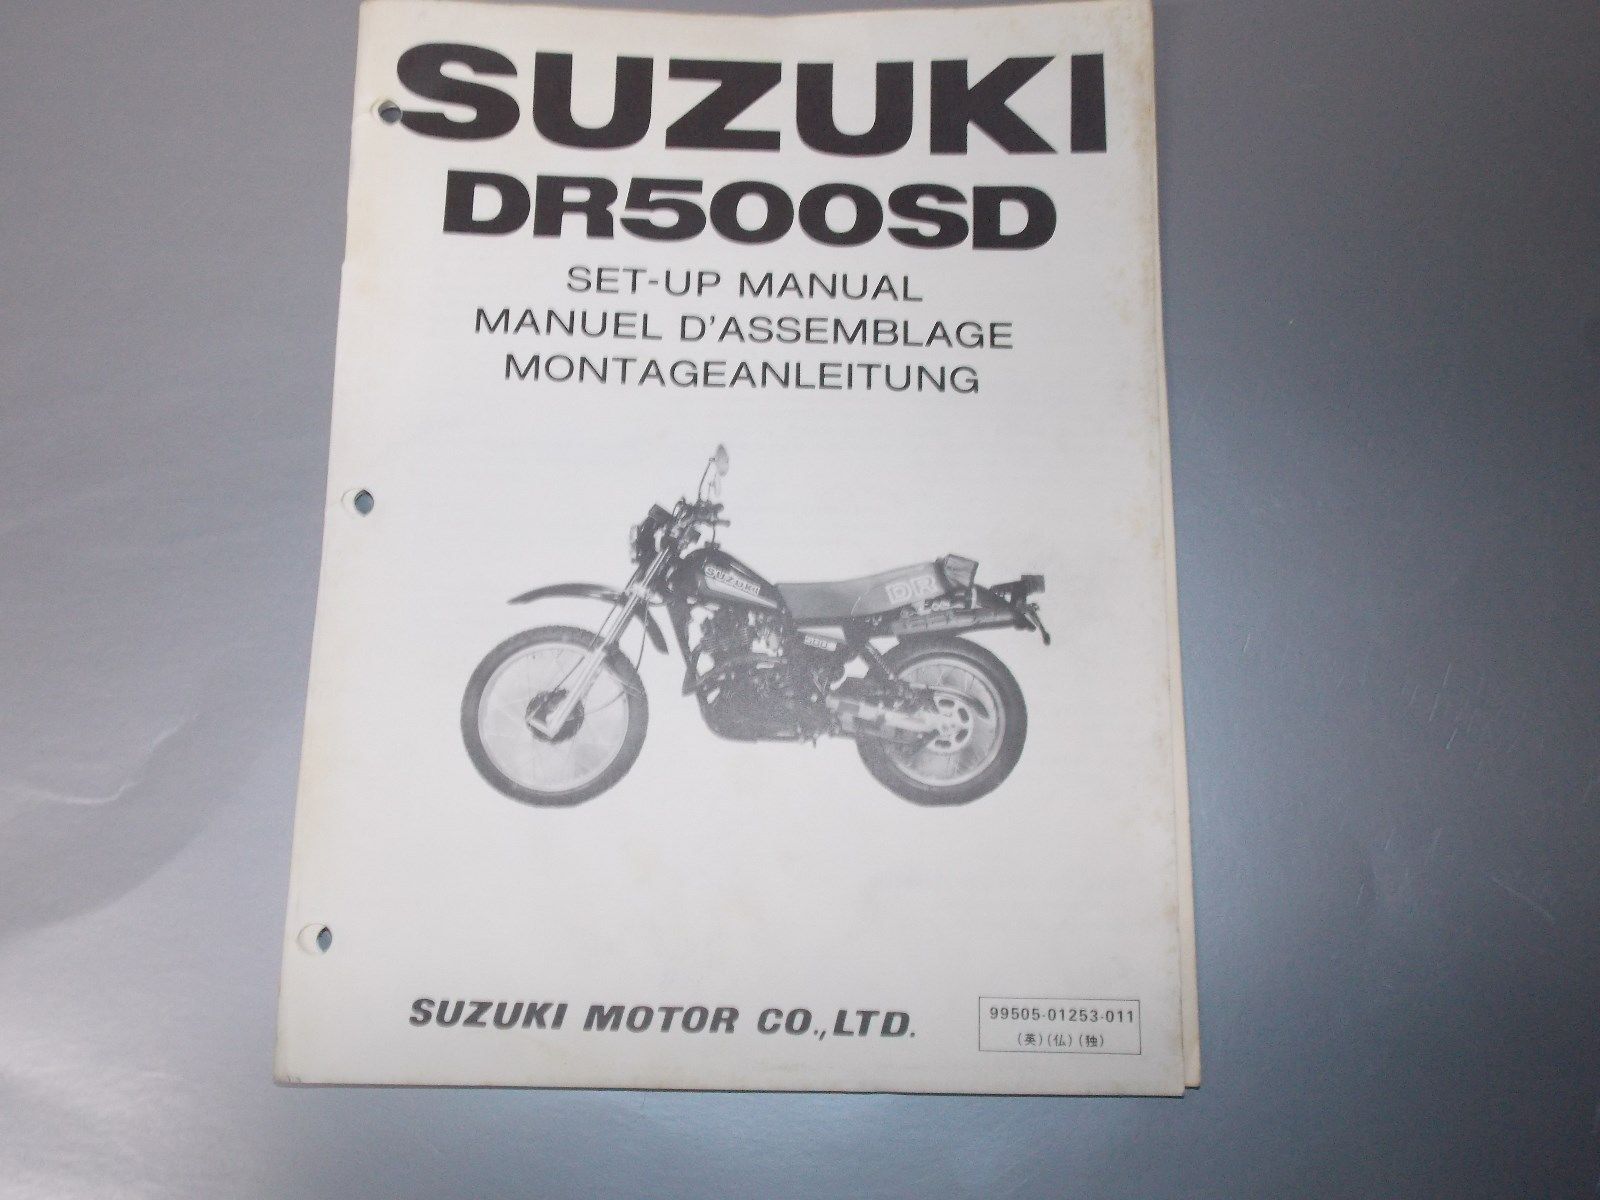 SUZUKI
DR500SD
SET-UP MANUAL
MANUEL D'ASSEMBLAGE
MONTAGEANLEITUNG
SUZUKI
DR
SUZUKI MOTOR CO.,LTD.
99505-01253-011
(英)(仏)(独)